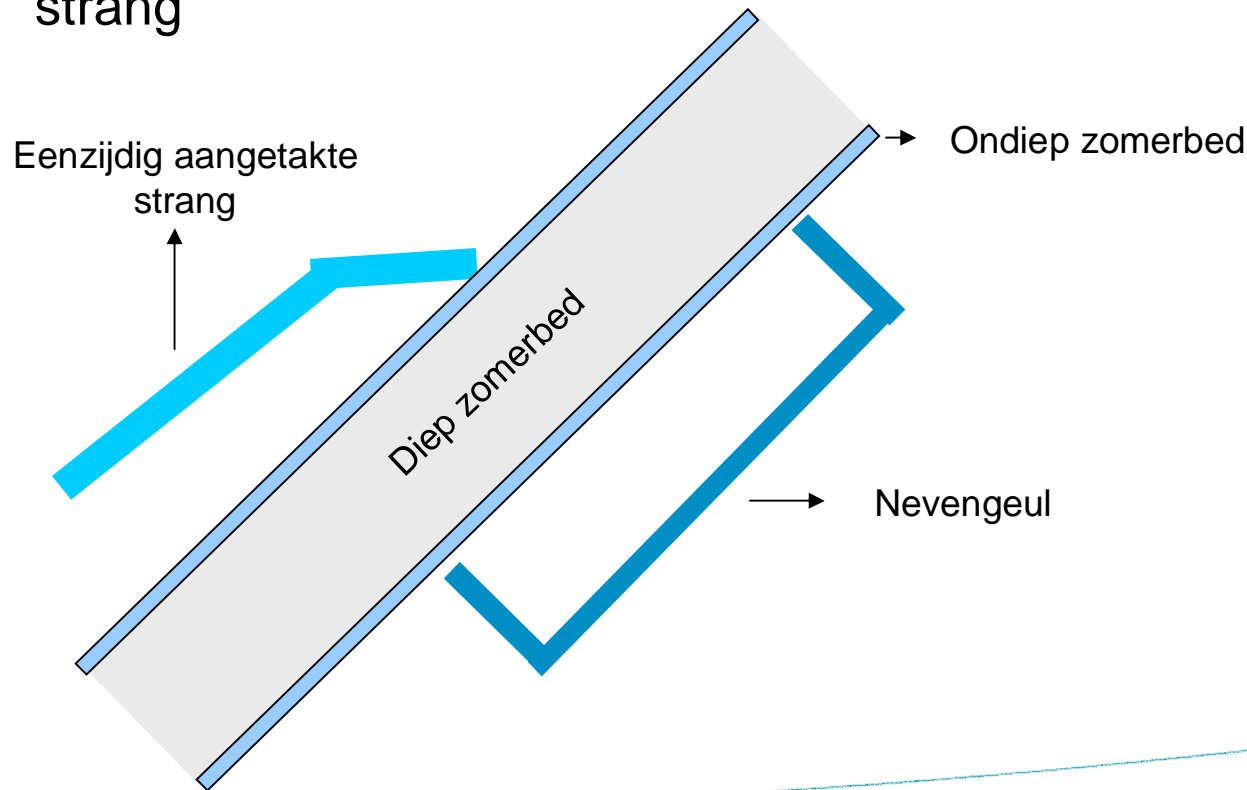 strang
Eenzijdig aangetakte
strang
Ondiep zomerbed
Diep zomerbed
Nevengeul